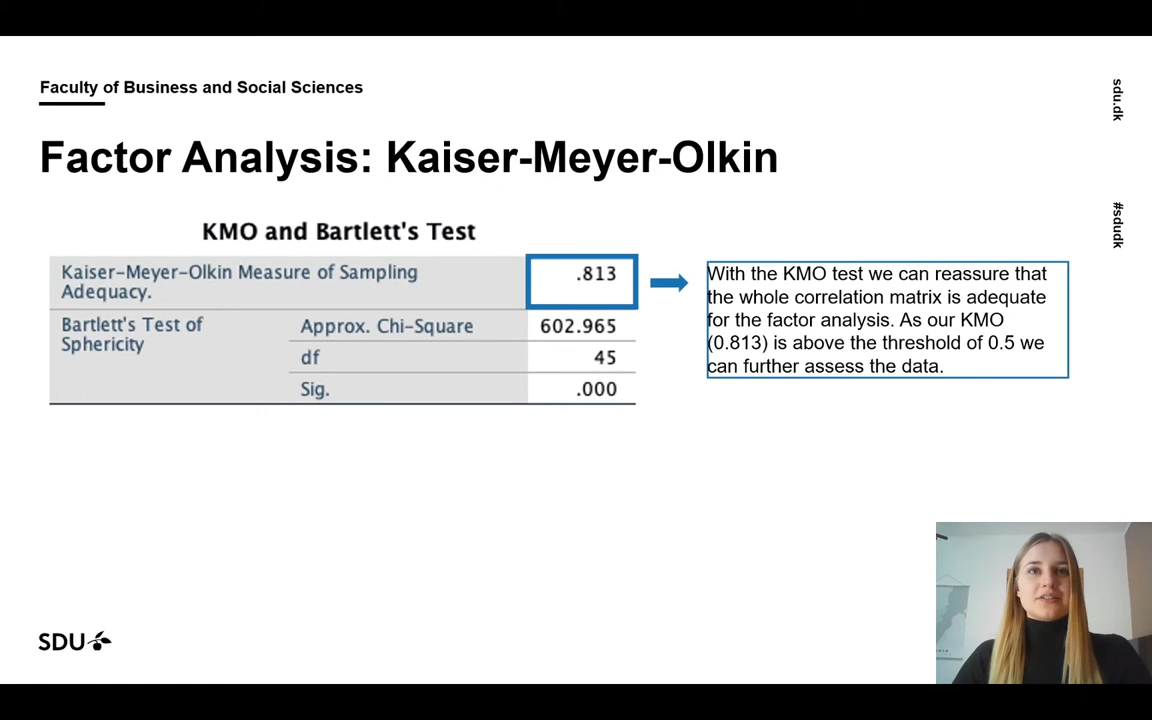 Faculty of Business and Social Sciences
sdu.dk
Factor Analysis: Kaiser-Meyer-Olkin
#sdudk
KMO and Bartlett's Test
Kaiser-Meyer-Olkin Measure of Sampling
Adequacy.
.813
Bartlett's Test of
Sphericity
Approx. Chi-Square 602.965
df 45
Sig. .000
With the KMO test we can reassure that
the whole correlation matrix is adequate
for the factor analysis. As our KMO
(0.813) is above the threshold of 0.5 we
can further assess the data.
SDU